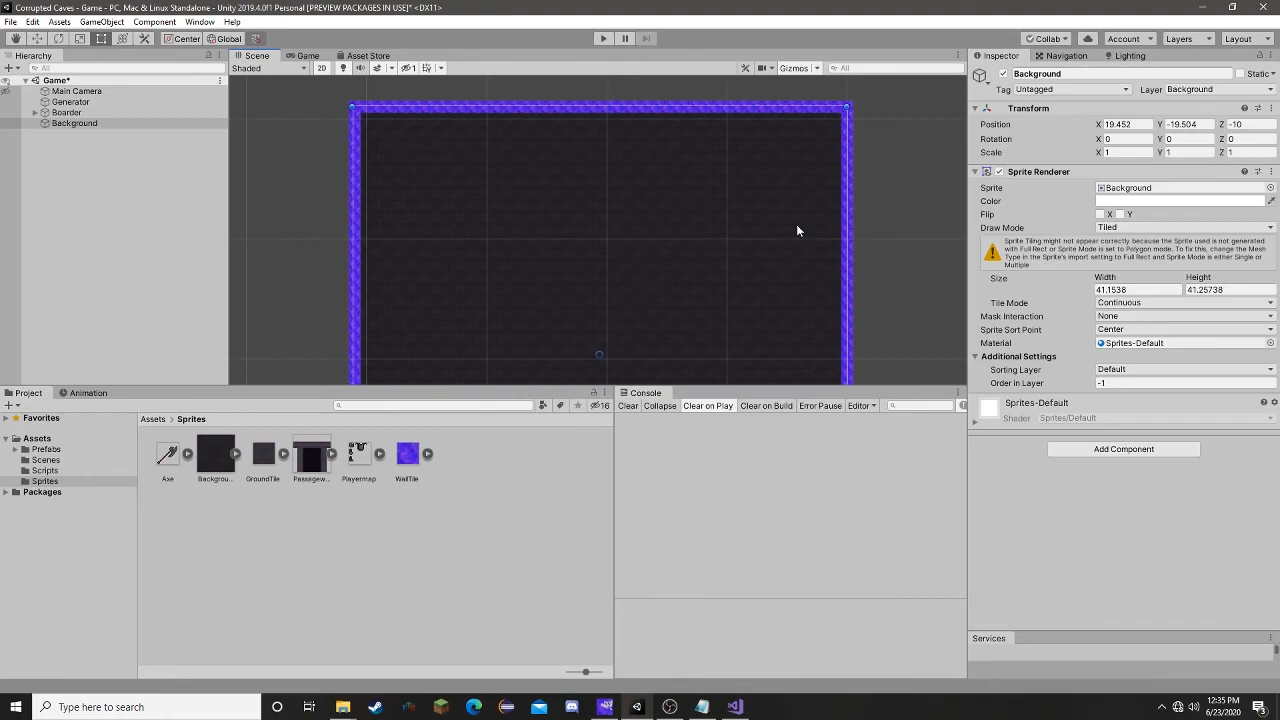 Corrupted Caves - Game - PC, Mac & Linux Standalone - Unity 2019.4.0f1 Personal [PREVIEW PACKAGES IN USE]* <DX11>
File Edit Assets GameObject Component Window Help
Center Global Collab Account Layers Layout
Hierarchy
All
Game*
Main Camera
Generator
Boarder
Background
Scene Game Asset Store
Shaded 2D 1 Gizmos All
Inspector Navigation Lighting
Background Static
Tag Untagged Layer Background
Transform
Position X 19.452 Y -19.504 Z -10
Rotation X 0 Y 0 Z 0
Scale X 1 Y 1 Z 1
Sprite Renderer
Sprite Background
Color
Flip X Y
Draw Mode Tiled
Sprite Tiling might not appear correctly because the Sprite used is not generated
with Full Rect or Sprite Mode is set to Polygon mode. To fix this, change the Mesh
Type in the Sprite's import setting to Full Rect and Sprite Mode is either Single or
Multiple
Size Width Height
41.1538 41.25738
Tile Mode Continuous
Mask Interaction None
Sprite Sort Point Center
Material Sprites-Default
Additional Settings
Sorting Layer Default
Order in Layer -1
Sprites-Default
Shader Sprites/Default
Add Component
Services
Project Animation
16
Favorites
Assets
Prefabs
Scenes
Scripts
Sprites
Packages
Assets > Sprites
Axe Backgrou... GroundTile Passagew... Playermap WallTile
Console
Clear Collapse Clear on Play Clear on Build Error Pause Editor
Type here to search
12:35 PM
6/23/2020